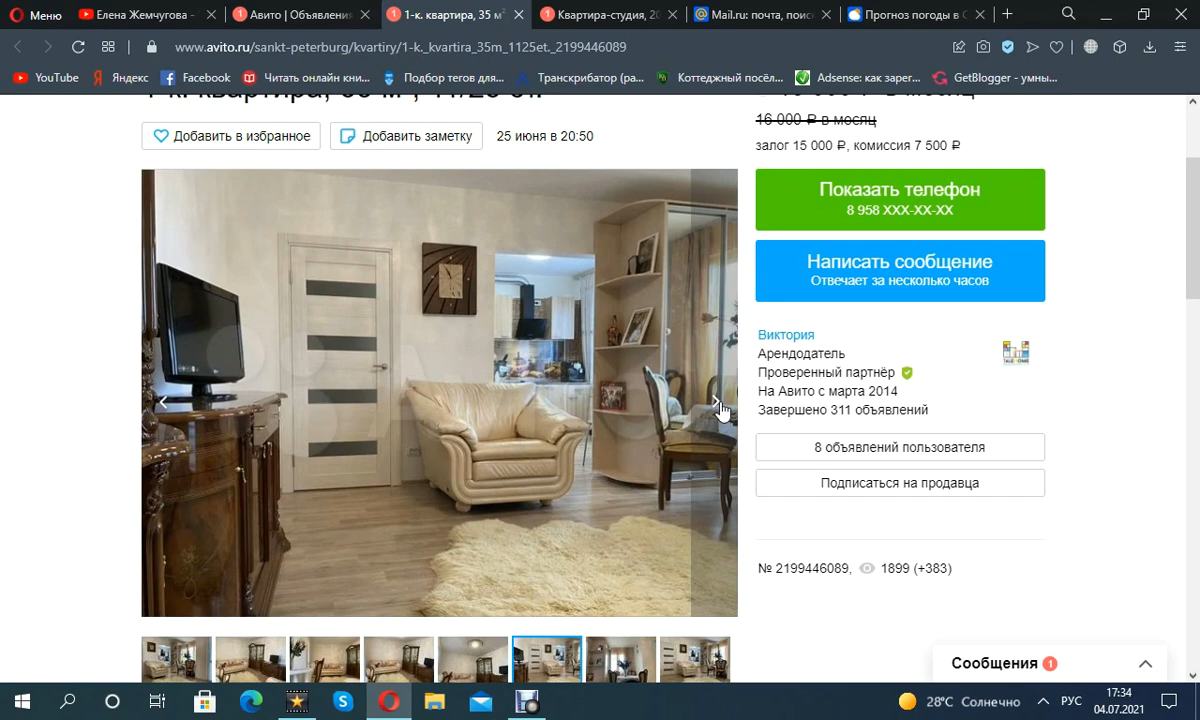 Меню
Елена Жемчугова -
Авито | Объявления
1-к. квартира, 35 м²
Квартира-студия, 20
Mail.ru: почта, поиск
Прогноз погоды в С
www.avito.ru/sankt-peterburg/kvartiry/1-k._kvartira_35m_1125et._2199446089
YouTube
Яндекс
Facebook
Читать онлайн кни...
Подбор тегов для...
Транскрибатор (ра...
Коттеджный посёл...
Adsense: как зарег...
GetBlogger - умны...
Добавить в избранное
Добавить заметку
25 июня в 20:50
16 000 ₽ в месяц
залог 15 000 ₽, комиссия 7 500 ₽
Показать телефон
8 958 XXX-XX-XX
Написать сообщение
Отвечает за несколько часов
Виктория
Арендодатель
Проверенный партнёр
На Авито с марта 2014
Завершено 311 объявлений
8 объявлений пользователя
Подписаться на продавца
№ 2199446089, 1899 (+383)
Сообщения 1
28°C Солнечно
РУС
17:34
04.07.2021